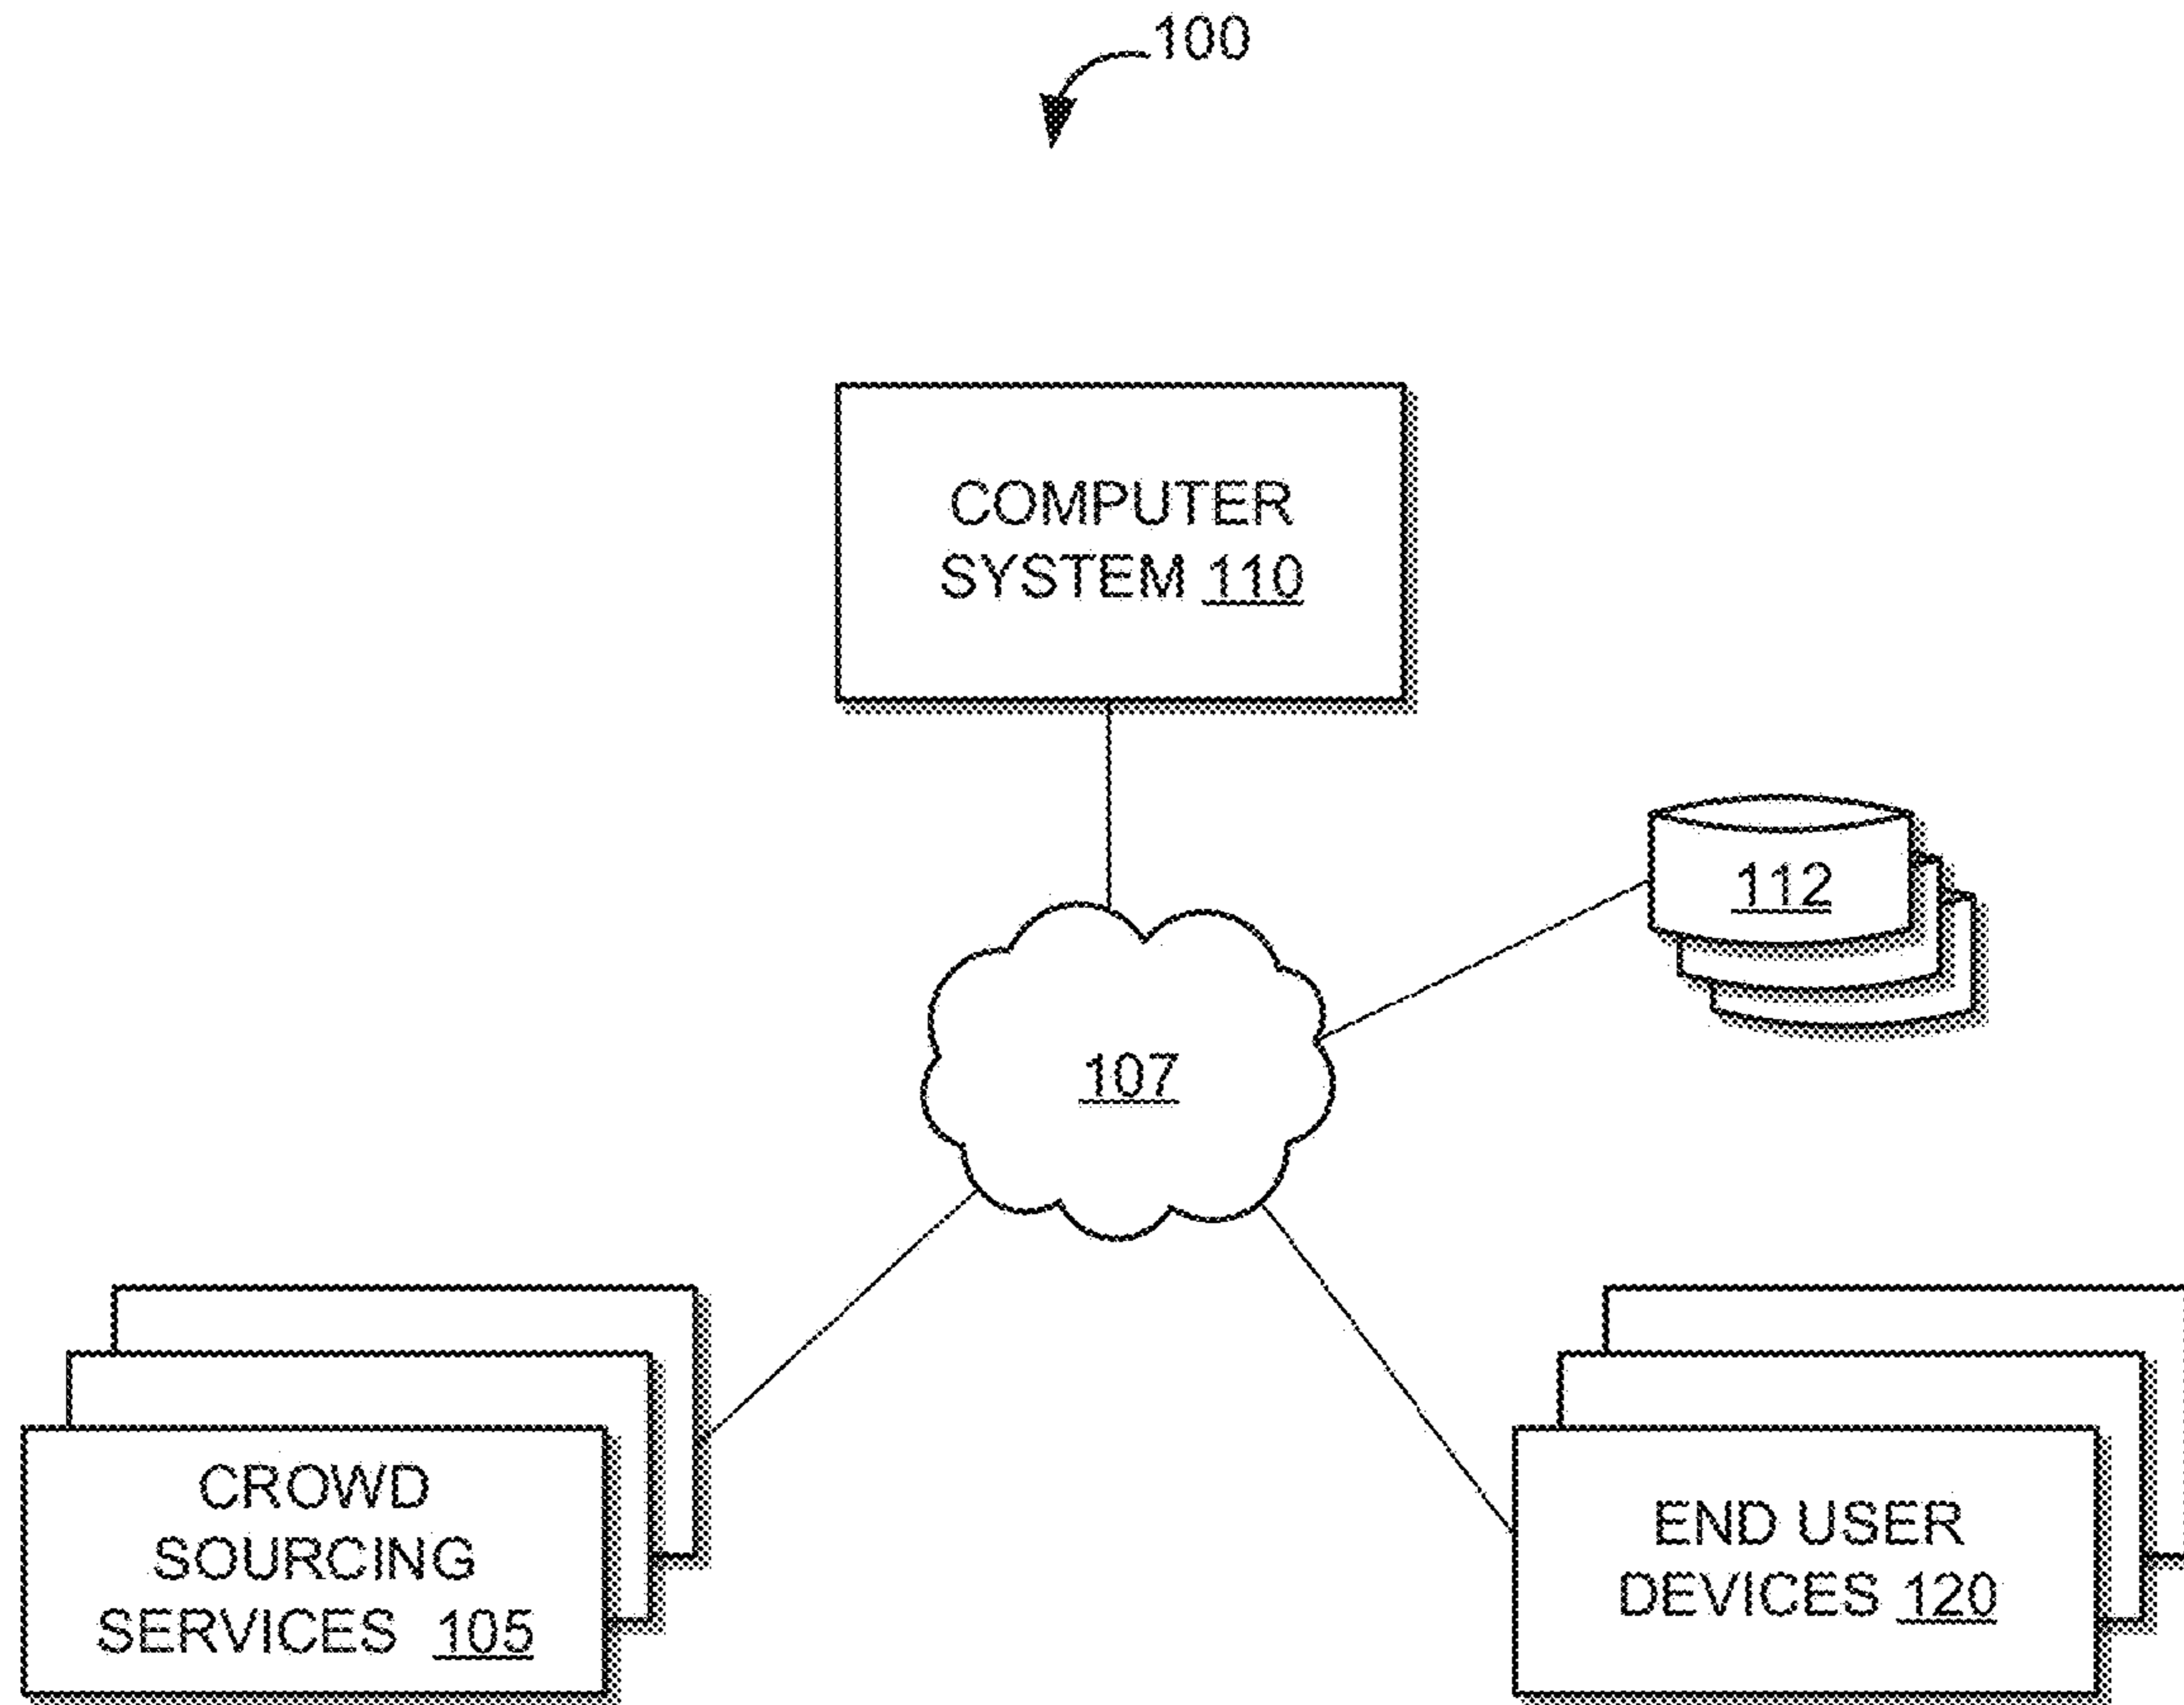 100
COMPUTER
SYSTEM 110
112
107
CROWD
SOURCING
SERVICES 105
END USER
DEVICES 120